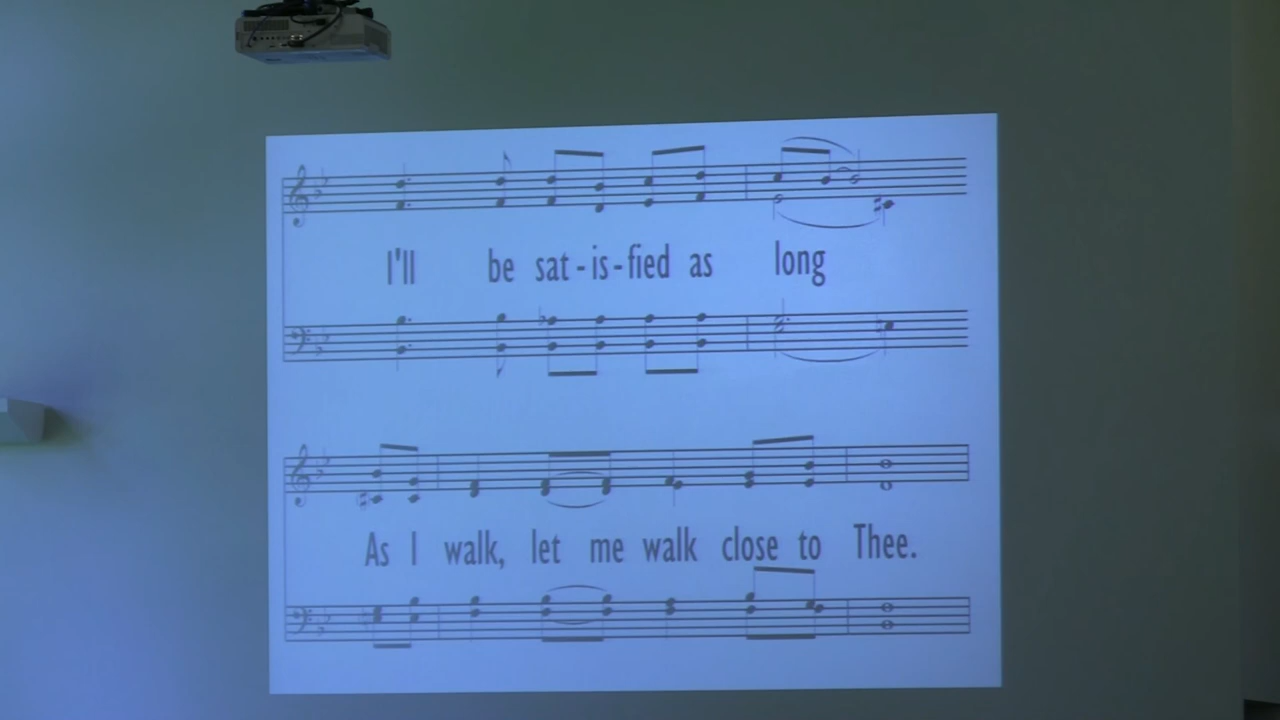 I'll be sat-is-fied as long
As I walk, let me walk close to Thee.